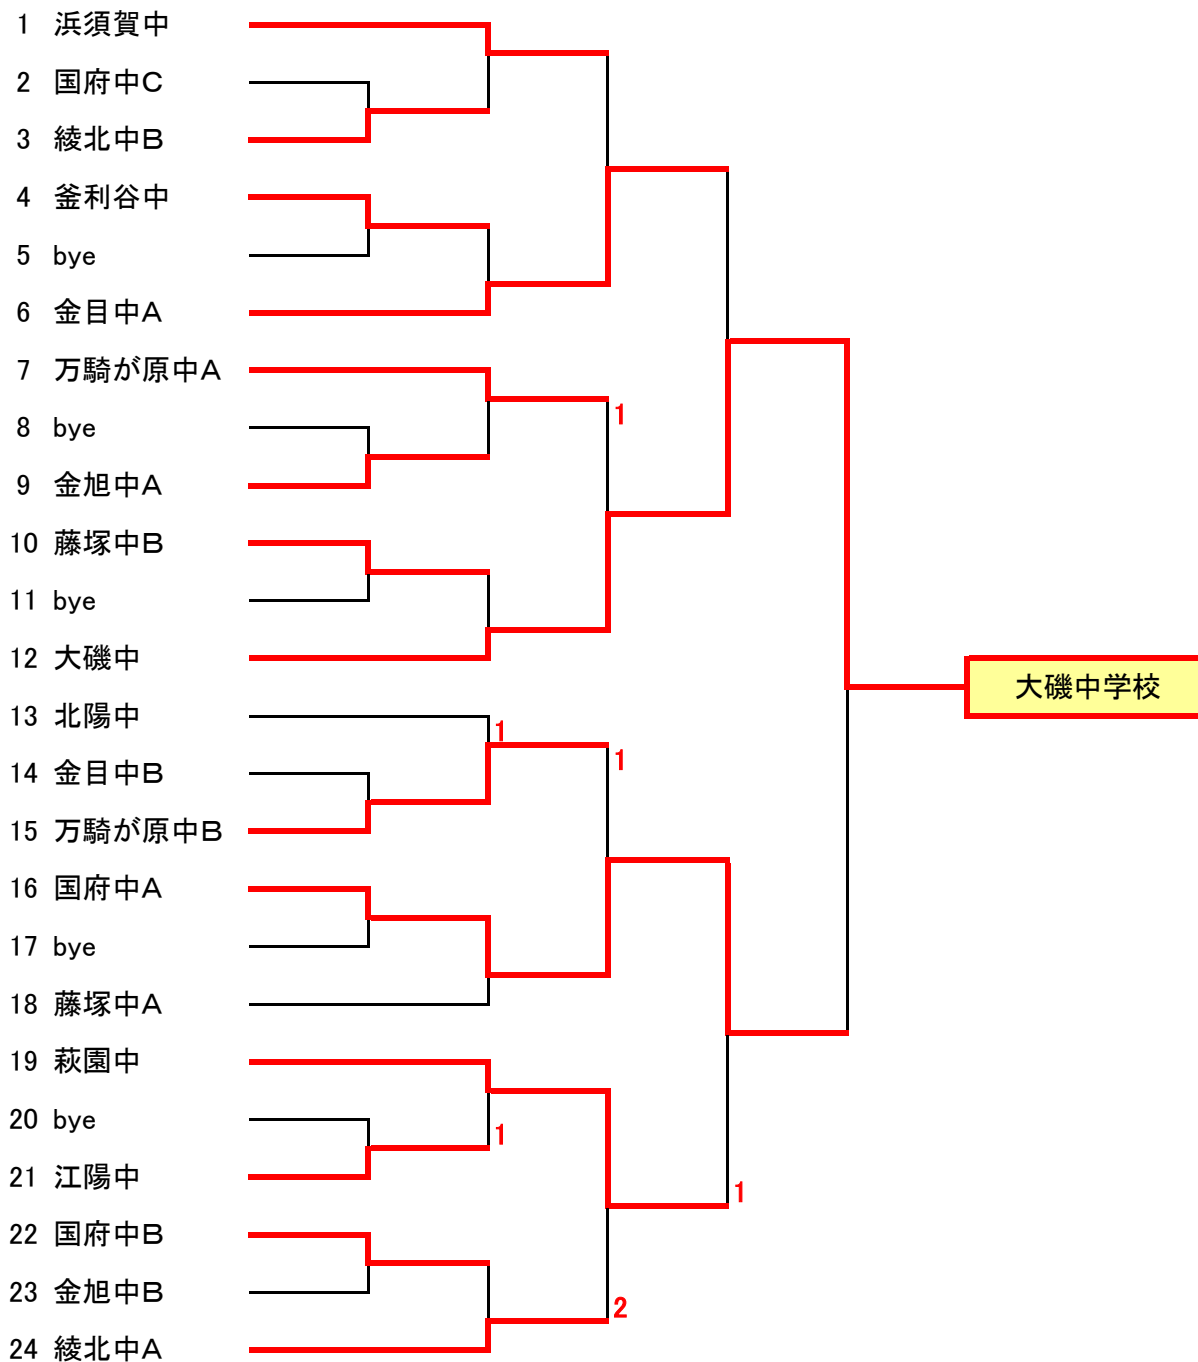 1 浜須賀中
2 国府中C
3 綾北中B
4 釜利谷中
5 bye
6 金目中A
7 万騎が原中A
1
8 bye
9 金旭中A
10 藤塚中B
11 bye
12 大磯中
大磯中学校
13 北陽中
1
1
14 金目中B
15 万騎が原中B
16 国府中A
17 bye
18 藤塚中A
19 萩園中
20 bye
1
21 江陽中
1
22 国府中B
23 金旭中B
2
24 綾北中A